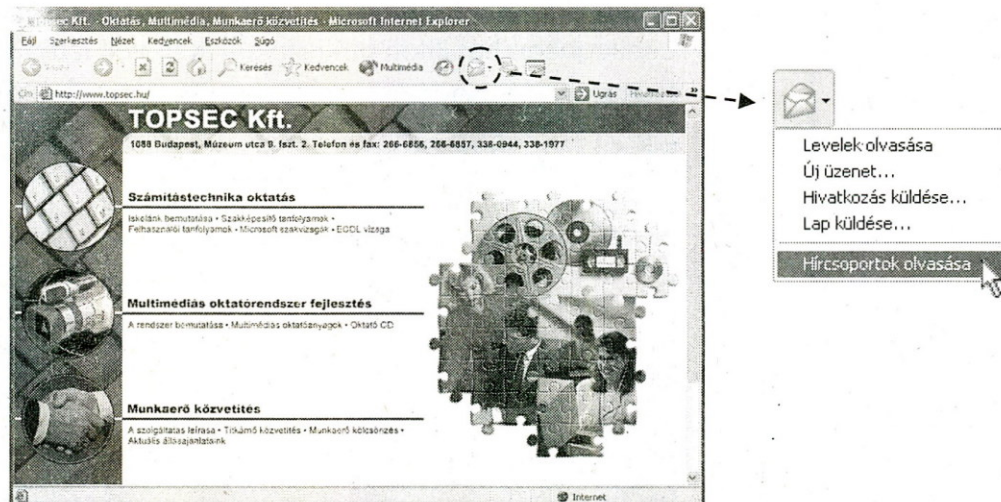 Topsec Kft. - Oktatás, Multimédia, Munkaerő közvetítés - Microsoft Internet Explorer
Fájl Szerkesztés Nézet Kedvencek Eszközök Súgó
Keresés Kedvencek Multimédia
Cím http://www.topsec.hu/ Ugrás
TOPSEC Kft.
1088 Budapest, Múzeum utca 9. fszt. 2. Telefon és fax: 266-6856, 266-6857, 338-0944, 338-1977
Számítástechnika oktatás
Iskolánk bemutatása • Szakképesítő tanfolyamok •
Felhasználói tanfolyamok • Microsoft szakvizsgák • ECDL vizsga
Multimédiás oktatórendszer fejlesztés
A rendszer bemutatása • Multimédiás oktatóanyagok • Oktató CD
Munkaerő közvetítés
A szolgáltatás leírása • Titkárnő közvetítés • Munkaerő kölcsönzés •
Aktuális állásajánlataink
Internet
Levelek olvasása
Új üzenet...
Hivatkozás küldése...
Lap küldése...
Hírcsoportok olvasása